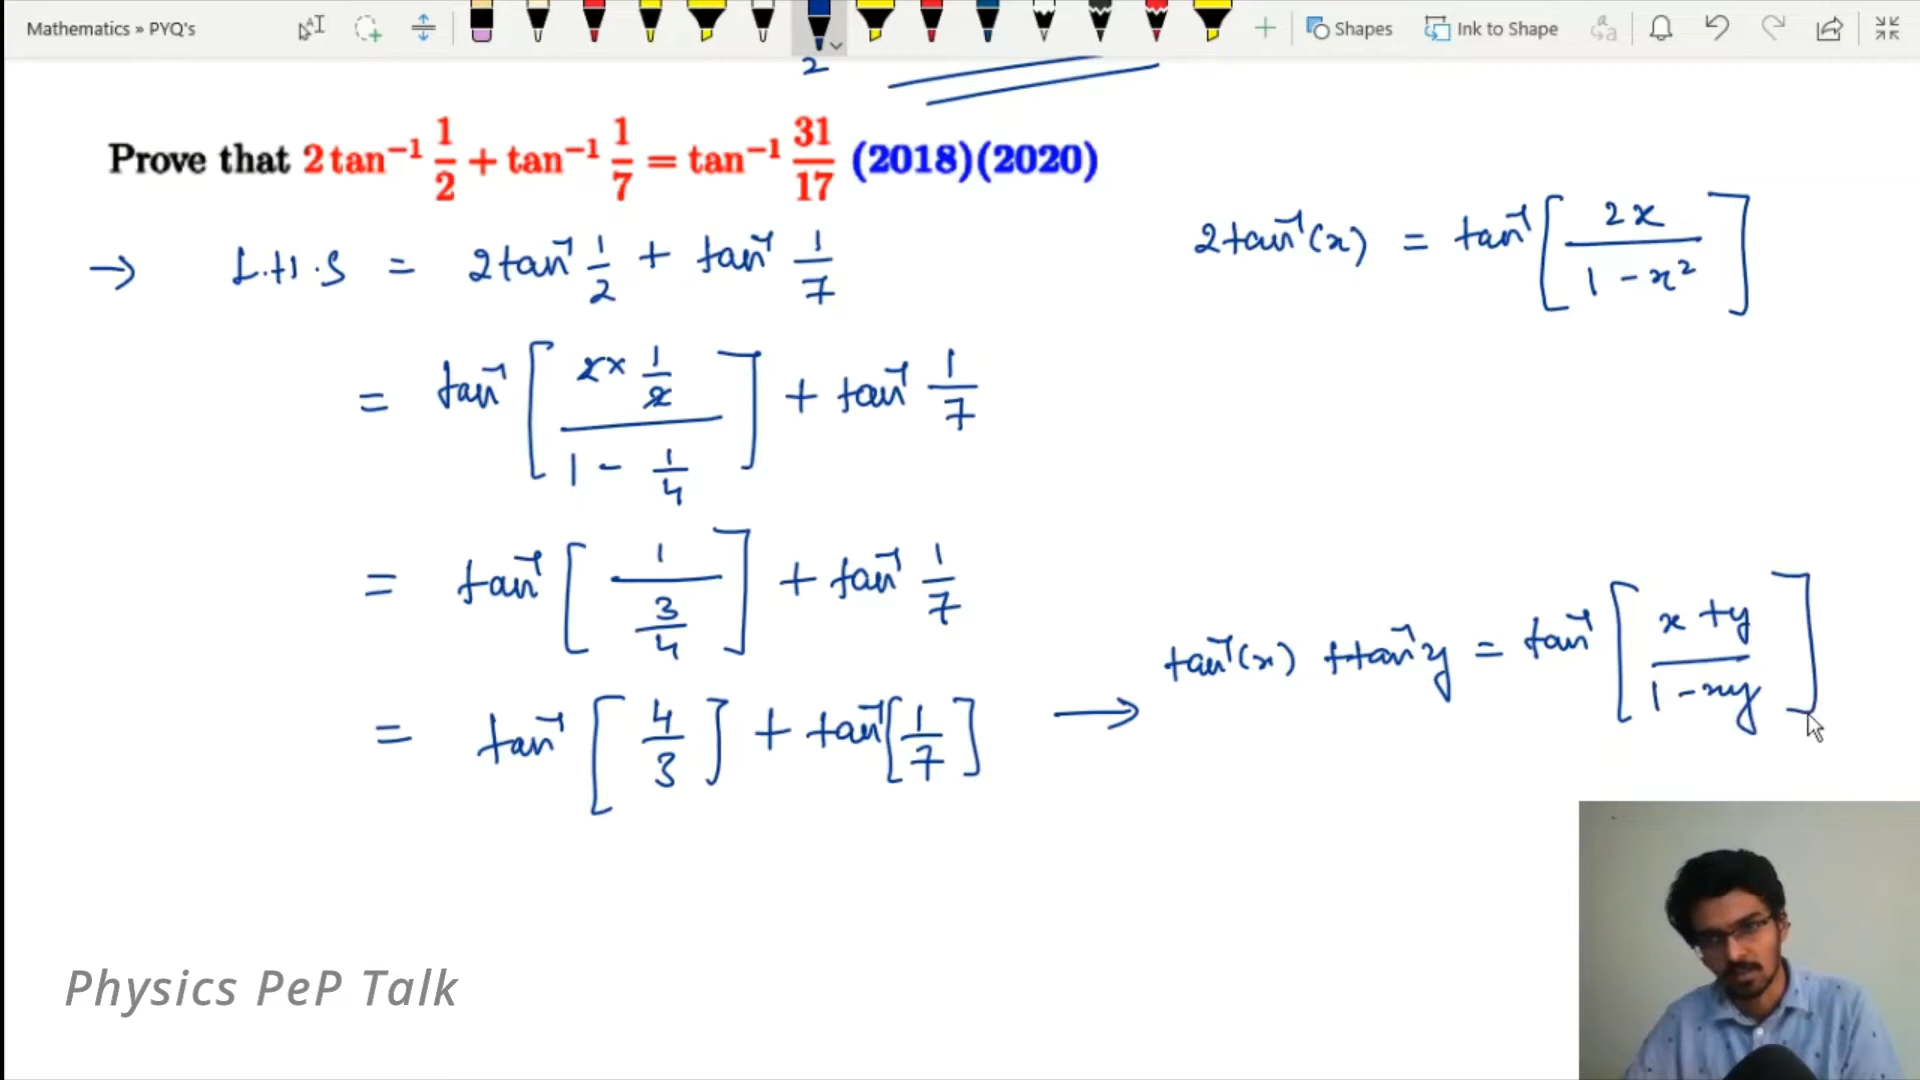 Mathematics » PYQ's
Shapes
Ink to Shape
2
Prove that 2 tan⁻¹ 1/2 + tan⁻¹ 1/7 = tan⁻¹ 31/17 (2018)(2020)
→ L.H.S = 2tan⁻¹ 1/2 + tan⁻¹ 1/7
2tan⁻¹(x) = tan⁻¹ [ 2x / 1 - x² ]
= tan⁻¹ [ 2 × 1/2 / 1 - 1/4 ] + tan⁻¹ 1/7
= tan⁻¹ [ 1 / 3/4 ] + tan⁻¹ 1/7
= tan⁻¹ [ 4/3 ] + tan⁻¹ [ 1/7 ] →
tan⁻¹(x) + tan⁻¹ y = tan⁻¹ [ x + y / 1 - xy ]
Physics PeP Talk